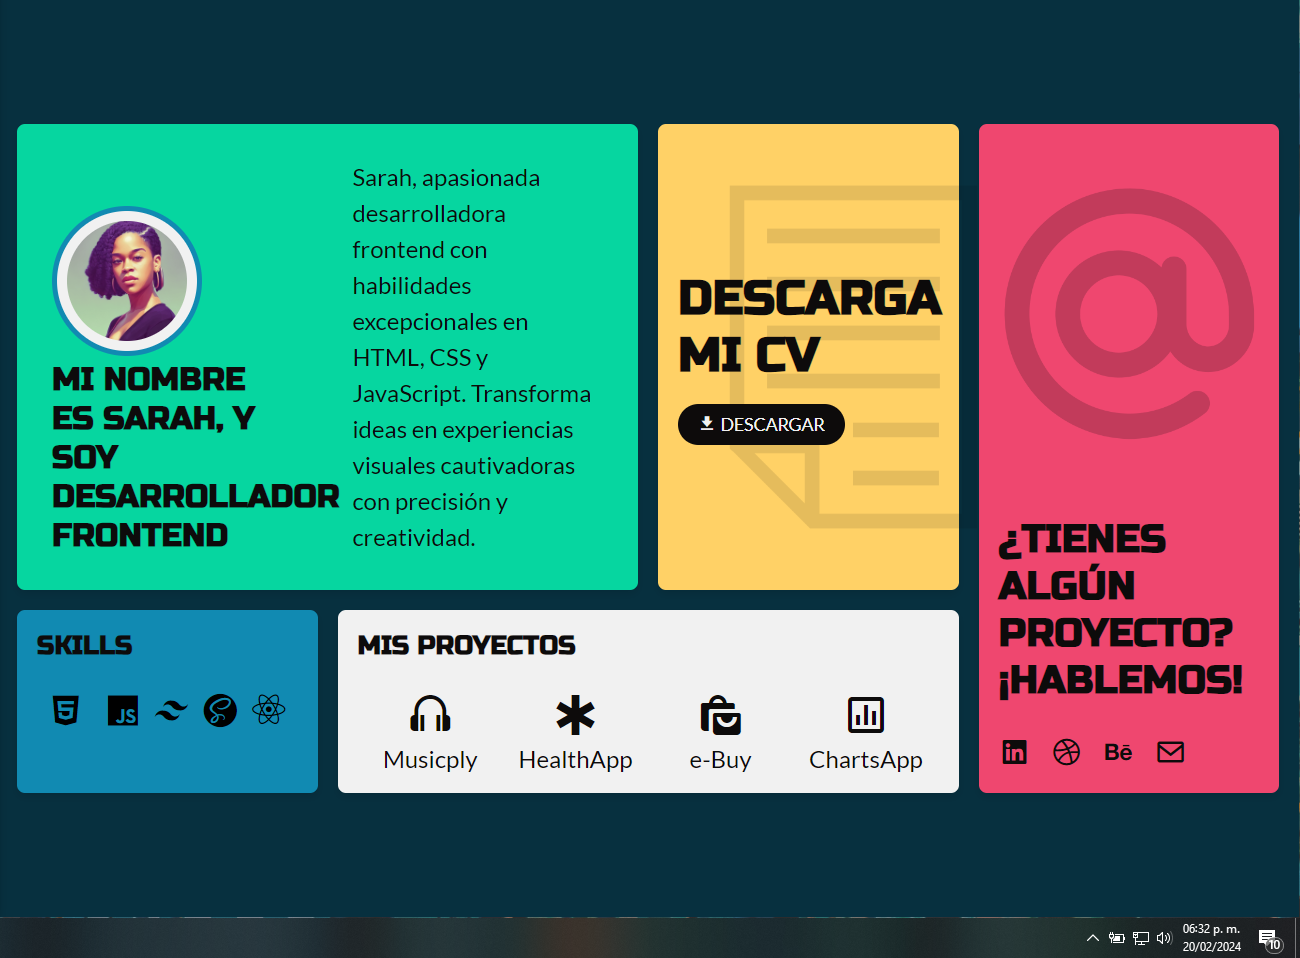 MI NOMBRE
ES SARAH, Y
SOY
DESARROLLADOR
FRONTEND
Sarah, apasionada
desarrolladora
frontend con
habilidades
excepcionales en
HTML, CSS y
JavaScript. Transforma
ideas en experiencias
visuales cautivadoras
con precisión y
creatividad.
DESCARGA
MI CV
DESCARGAR
@
¿TIENES
ALGÚN
PROYECTO?
¡HABLEMOS!
in
Bē
SKILLS
5
JS
MIS PROYECTOS
Musicply
HealthApp
e-Buy
ChartsApp
06:32 p. m.
20/02/2024
10